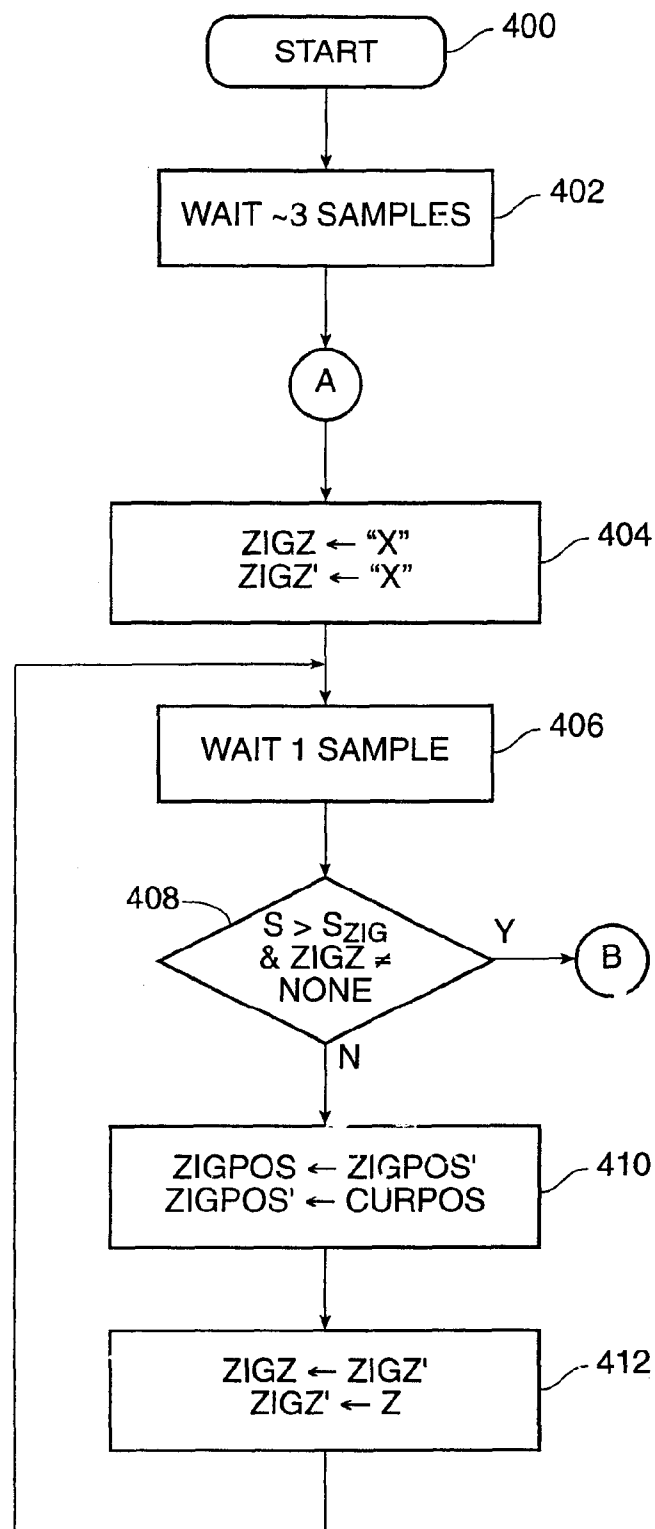 START
400
WAIT ~3 SAMPLES
402
A
ZIGZ ← “X”
ZIGZ' ← “X”
404
WAIT 1 SAMPLE
406
408
S > SZIG
& ZIGZ ≠
NONE
Y
B
N
ZIGPOS ← ZIGPOS'
ZIGPOS' ← CURPOS
410
ZIGZ ← ZIGZ'
ZIGZ' ← Z
412